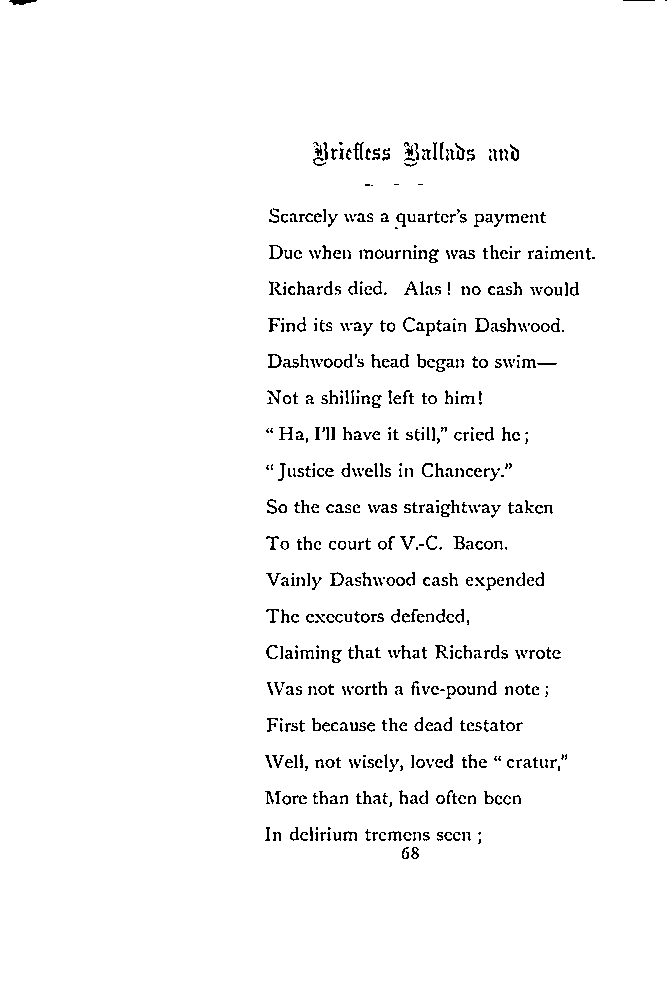 Briefless Ballads and
Scarcely was a quarter's payment
Due when mourning was their raiment.
Richards died. Alas! no cash would
Find its way to Captain Dashwood.
Dashwood's head began to swim—
Not a shilling left to him!
“Ha, I'll have it still,” cried he;
“Justice dwells in Chancery.”
So the case was straightway taken
To the court of V.-C. Bacon.
Vainly Dashwood cash expended
The executors defended,
Claiming that what Richards wrote
Was not worth a five-pound note;
First because the dead testator
Well, not wisely, loved the “cratur,”
More than that, had often been
In delirium tremens seen;
68